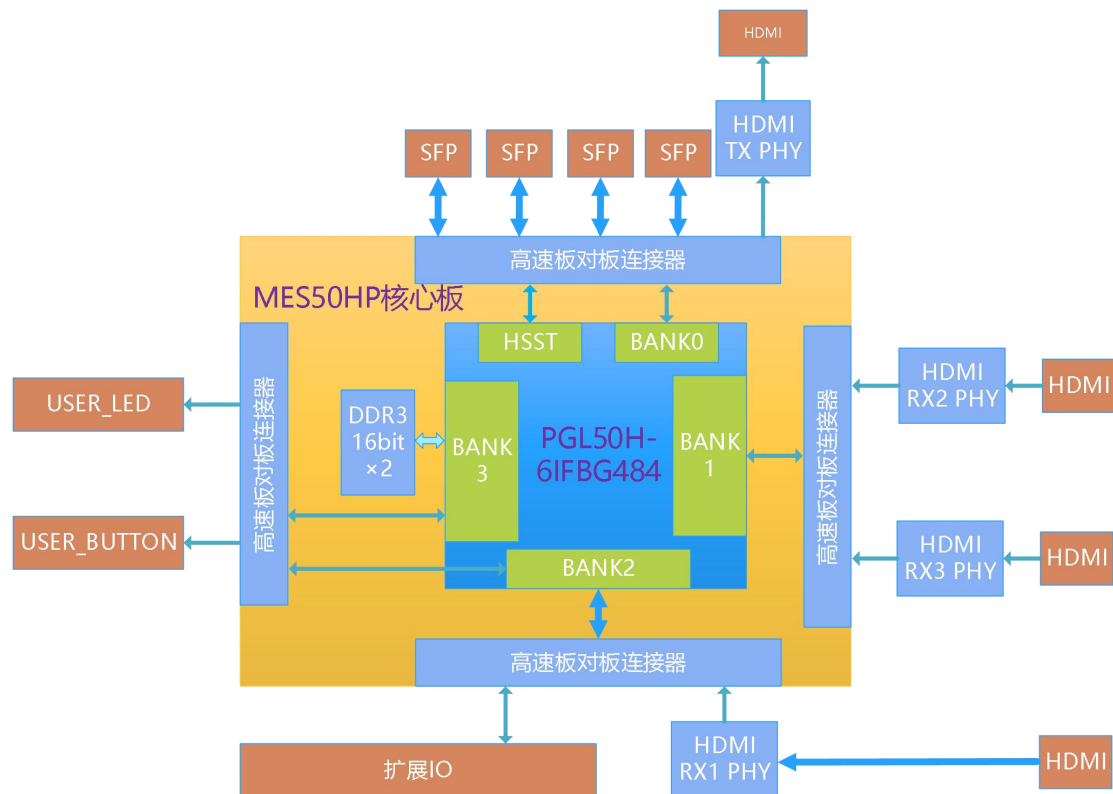 HDMI
HDMI
TX PHY
SFP
SFP
SFP
SFP
高速板对板连接器
MES50HP核心板
HSST
BANK0
高速板对板连接器
USER_LED
USER_BUTTON
DDR3
16bit
×2
BANK
3
PGL50H-
6IFBG484
BANK
1
BANK2
高速板对板连接器
HDMI
RX2 PHY
HDMI
HDMI
RX3 PHY
HDMI
高速板对板连接器
扩展IO
HDMI
RX1 PHY
HDMI